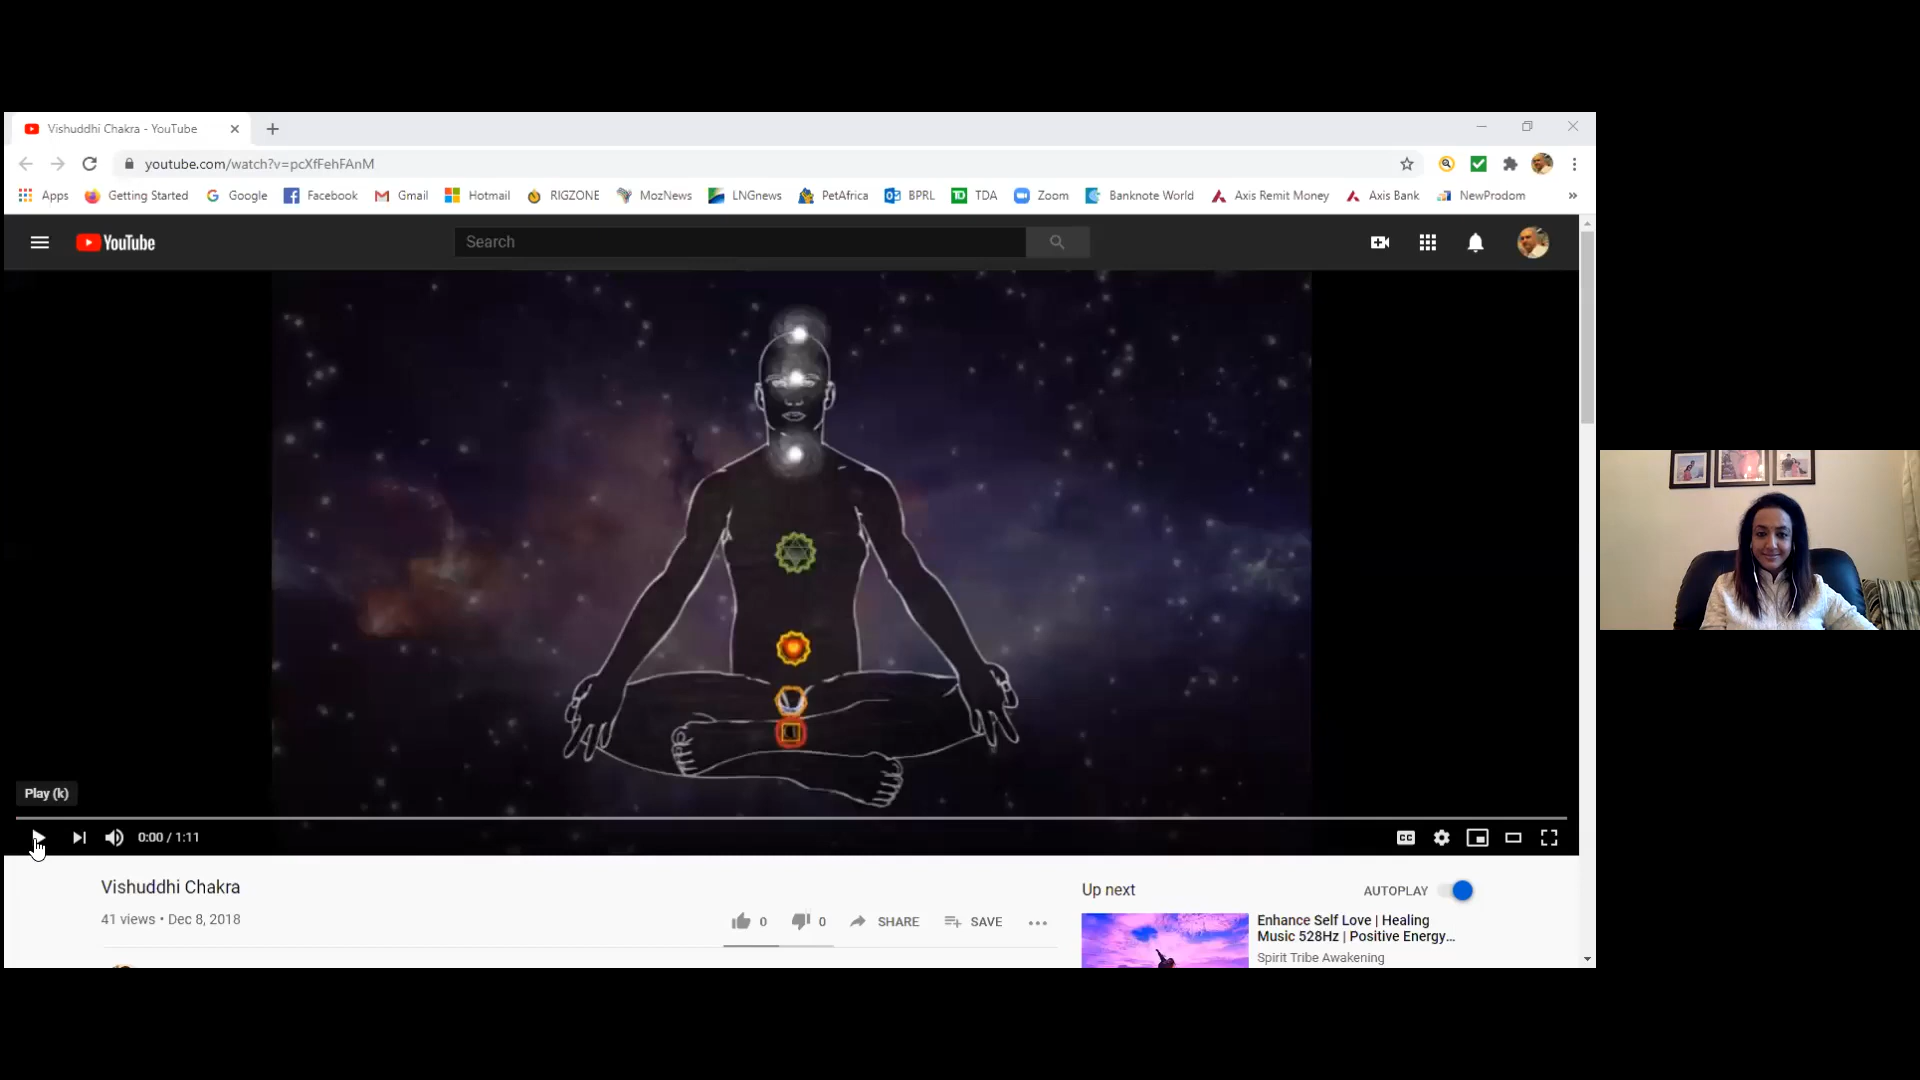 Vishuddhi Chakra - YouTube
youtube.com/watch?v=pcXfFehFAnM
Apps Getting Started Google Facebook Gmail Hotmail RIGZONE MozNews LNGnews PetAfrica BPRL TDA Zoom Banknote World Axis Remit Money Axis Bank NewProdom »
YouTube Search
Play (k)
0:00 / 1:11 CC
Vishuddhi Chakra
41 views • Dec 8, 2018
0 0 SHARE SAVE
Up next AUTOPLAY
Enhance Self Love | Healing
Music 528Hz | Positive Energy...
Spirit Tribe Awakening